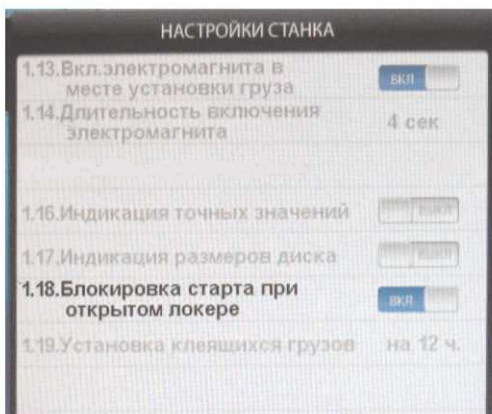 НАСТРОЙКИ СТАНКА
1.13.Вкл.электромагнита в
месте установки груза
ВКЛ
1.14.Длительность включения
электромагнита
4 сек
1.16.Индикация точных значений
ВЫКЛ
1.17.Индикация размеров диска
ВЫКЛ
1.18.Блокировка старта при
открытом локере
ВКЛ
1.19.Установка клеящихся грузов
на 12 ч.